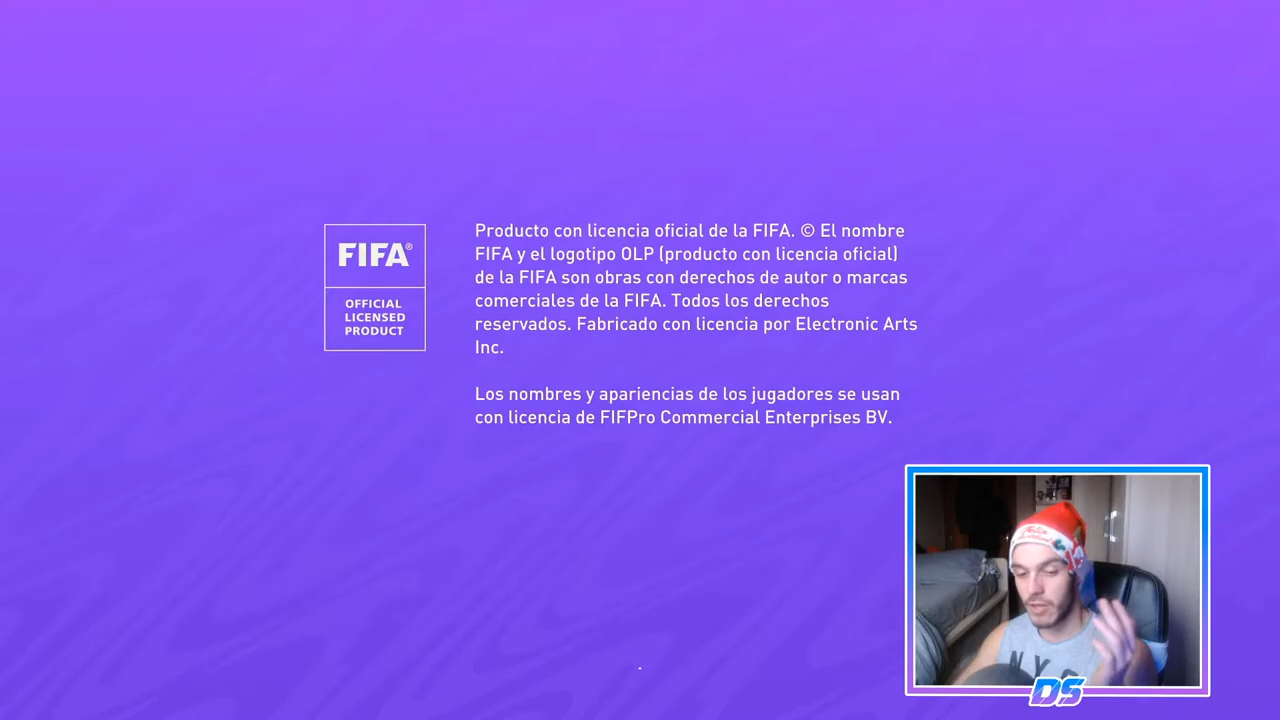 FIFA®
OFFICIAL
LICENSED
PRODUCT
Producto con licencia oficial de la FIFA. © El nombre
FIFA y el logotipo OLP (producto con licencia oficial)
de la FIFA son obras con derechos de autor o marcas
comerciales de la FIFA. Todos los derechos
reservados. Fabricado con licencia por Electronic Arts
Inc.
Los nombres y apariencias de los jugadores se usan
con licencia de FIFPro Commercial Enterprises BV.
Feliz
NYC
DS